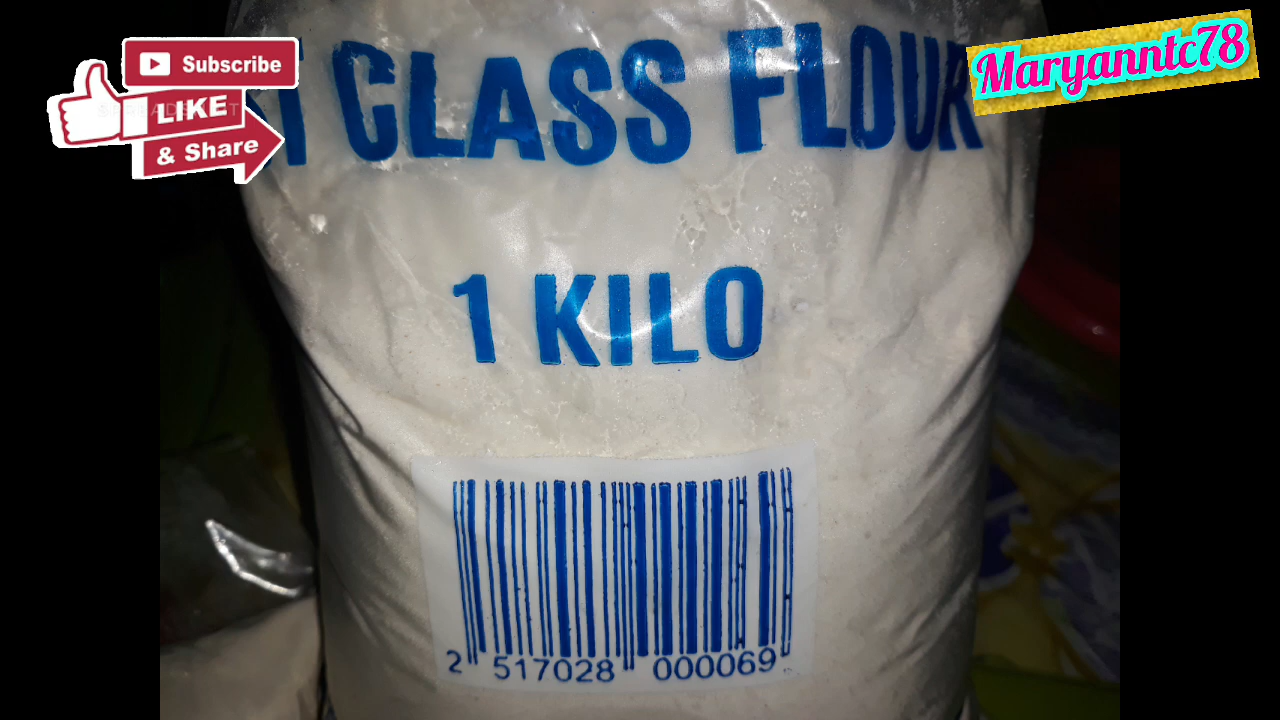 Subscribe
LIKE
& Share
Maryanntc78
T CLASS FLOUR
1 KILO
2 517028 000069